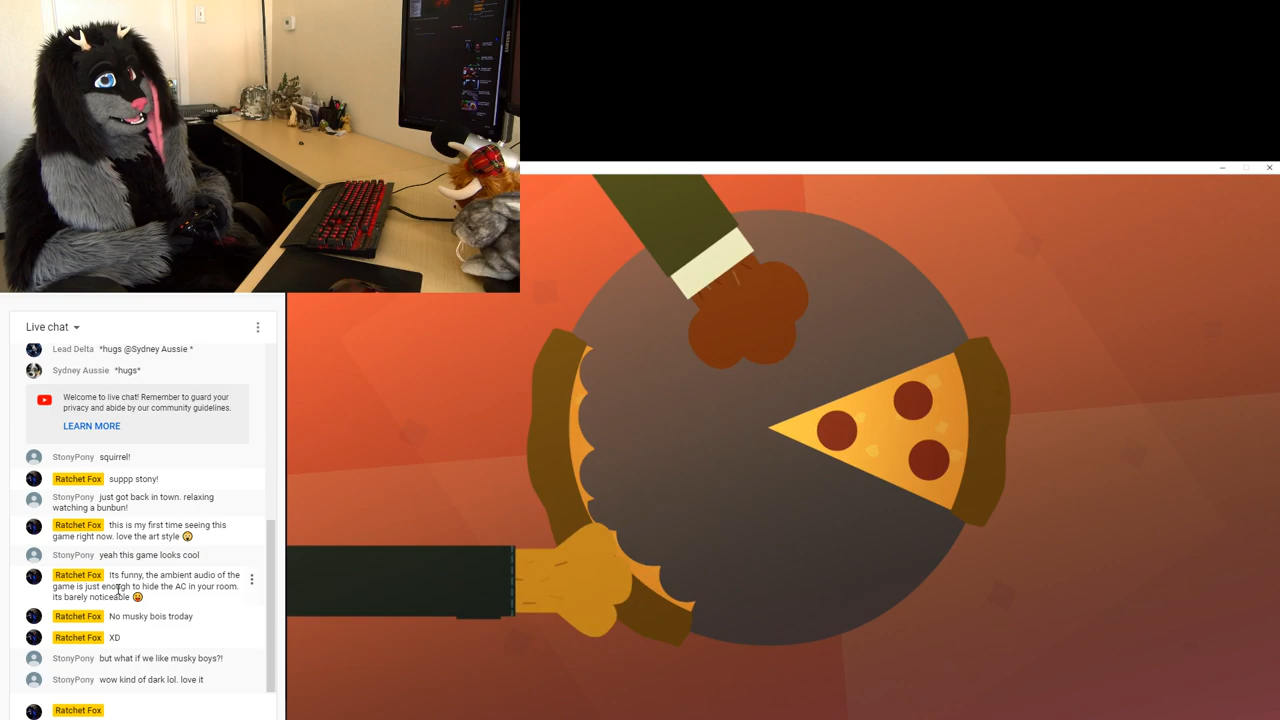 SAMSUNG
Live chat
Lead Delta *hugs @Sydney Aussie *
Sydney Aussie *hugs*
Welcome to live chat! Remember to guard your
privacy and abide by our community guidelines.
LEARN MORE
StonyPony squirrel!
Ratchet Fox suppp stony!
StonyPony just got back in town. relaxing
watching a bunbun!
Ratchet Fox this is my first time seeing this
game right now. love the art style
StonyPony yeah this game looks cool
Ratchet Fox Its funny, the ambient audio of the
game is just enough to hide the AC in your room.
its barely noticeable
Ratchet Fox No musky bois troday
Ratchet Fox XD
StonyPony but what if we like musky boys?!
StonyPony wow kind of dark lol. love it
Ratchet Fox